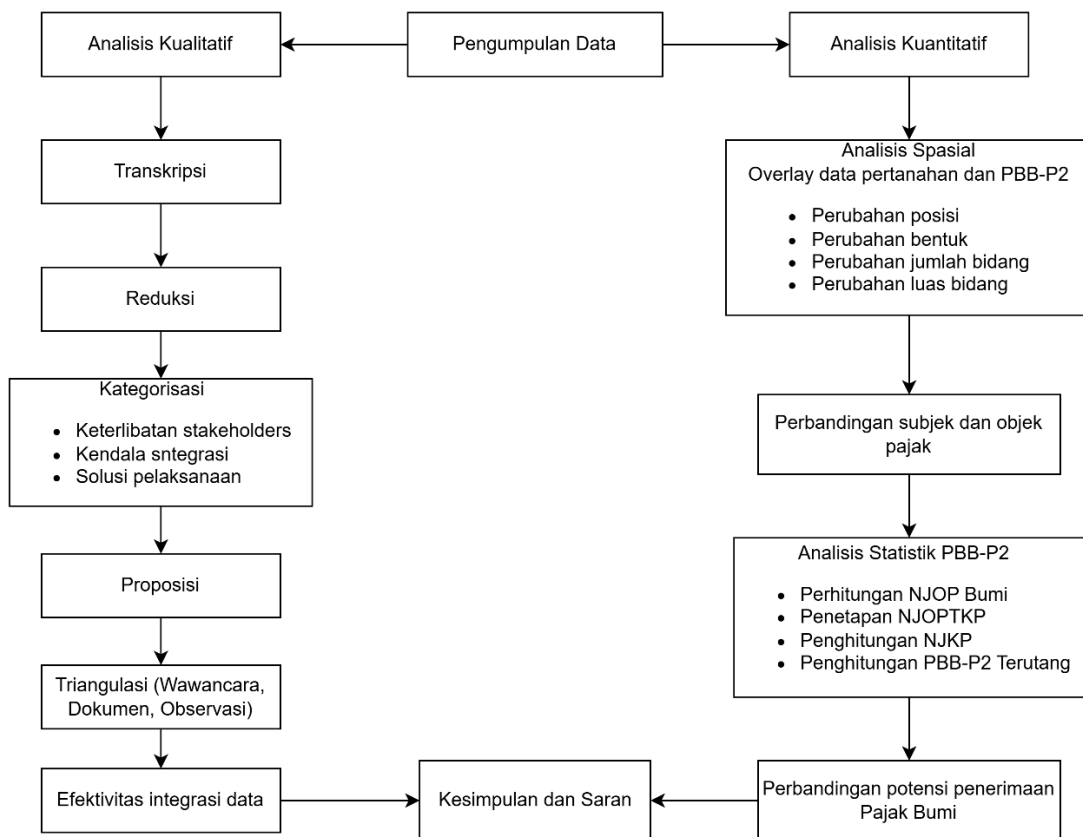 Analisis Kualitatif
Pengumpulan Data
Analisis Kuantitatif
Transkripsi
Reduksi
Kategorisasi
• Keterlibatan stakeholders
• Kendala sntegrasi
• Solusi pelaksanaan
Proposisi
Triangulasi (Wawancara,
Dokumen, Observasi)
Efektivitas integrasi data
Analisis Spasial
Overlay data pertanahan dan PBB-P2
• Perubahan posisi
• Perubahan bentuk
• Perubahan jumlah bidang
• Perubahan luas bidang
Perbandingan subjek dan objek
pajak
Analisis Statistik PBB-P2
• Perhitungan NJOP Bumi
• Penetapan NJOPTKP
• Penghitungan NJKP
• Penghitungan PBB-P2 Terutang
Perbandingan potensi penerimaan
Pajak Bumi
Kesimpulan dan Saran